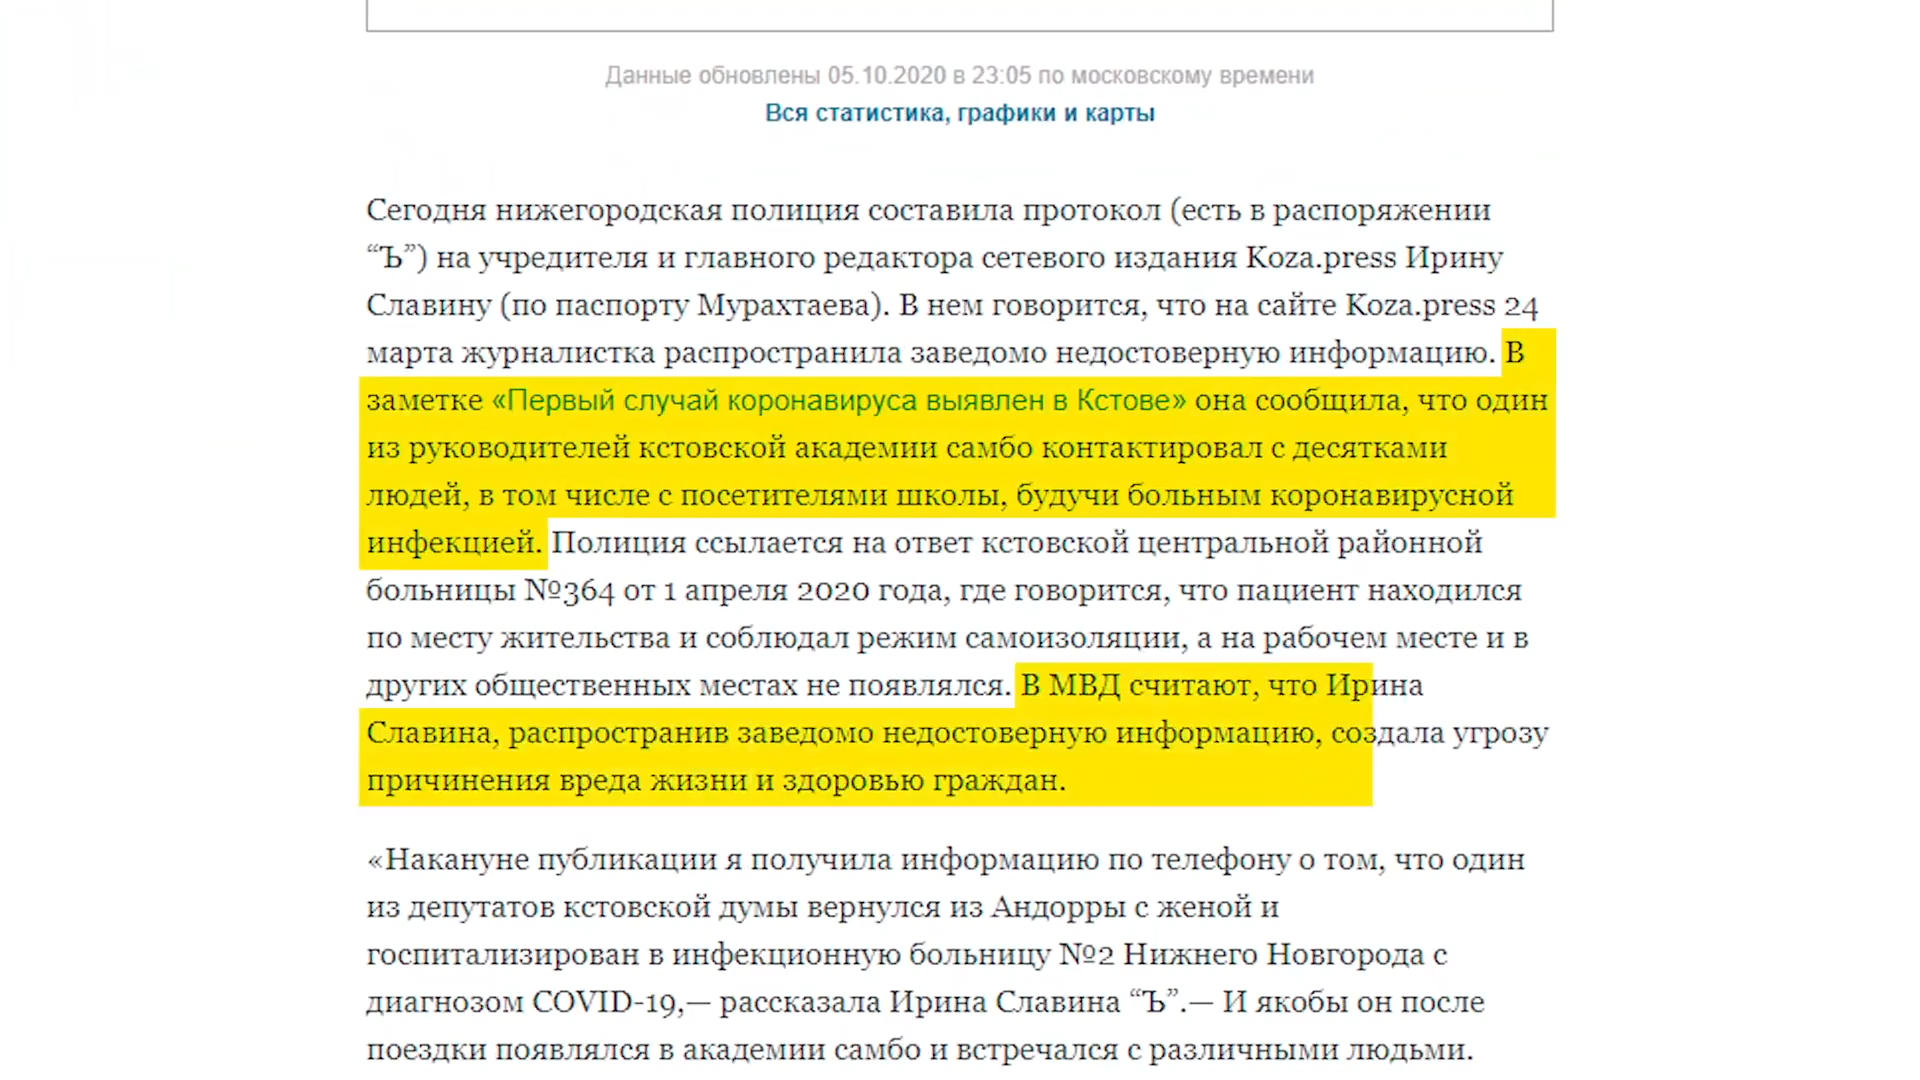 Данные обновлены 05.10.2020 в 23:05 по московскому времени
Вся статистика, графики и карты
Сегодня нижегородская полиция составила протокол (есть в распоряжении
“Ъ”) на учредителя и главного редактора сетевого издания Koza.press Ирину
Славину (по паспорту Мурахтаева). В нем говорится, что на сайте Koza.press 24
марта журналистка распространила заведомо недостоверную информацию. В
заметке «Первый случай коронавируса выявлен в Кстове» она сообщила, что один
из руководителей кстовской академии самбо контактировал с десятками
людей, в том числе с посетителями школы, будучи больным коронавирусной
инфекцией. Полиция ссылается на ответ кстовской центральной районной
больницы №364 от 1 апреля 2020 года, где говорится, что пациент находился
по месту жительства и соблюдал режим самоизоляции, а на рабочем месте и в
других общественных местах не появлялся. В МВД считают, что Ирина
Славина, распространив заведомо недостоверную информацию, создала угрозу
причинения вреда жизни и здоровью граждан.
«Накануне публикации я получила информацию по телефону о том, что один
из депутатов кстовской думы вернулся из Андорры с женой и
госпитализирован в инфекционную больницу №2 Нижнего Новгорода с
диагнозом COVID-19,— рассказала Ирина Славина “Ъ”.— И якобы он после
поездки появлялся в академии самбо и встречался с различными людьми.